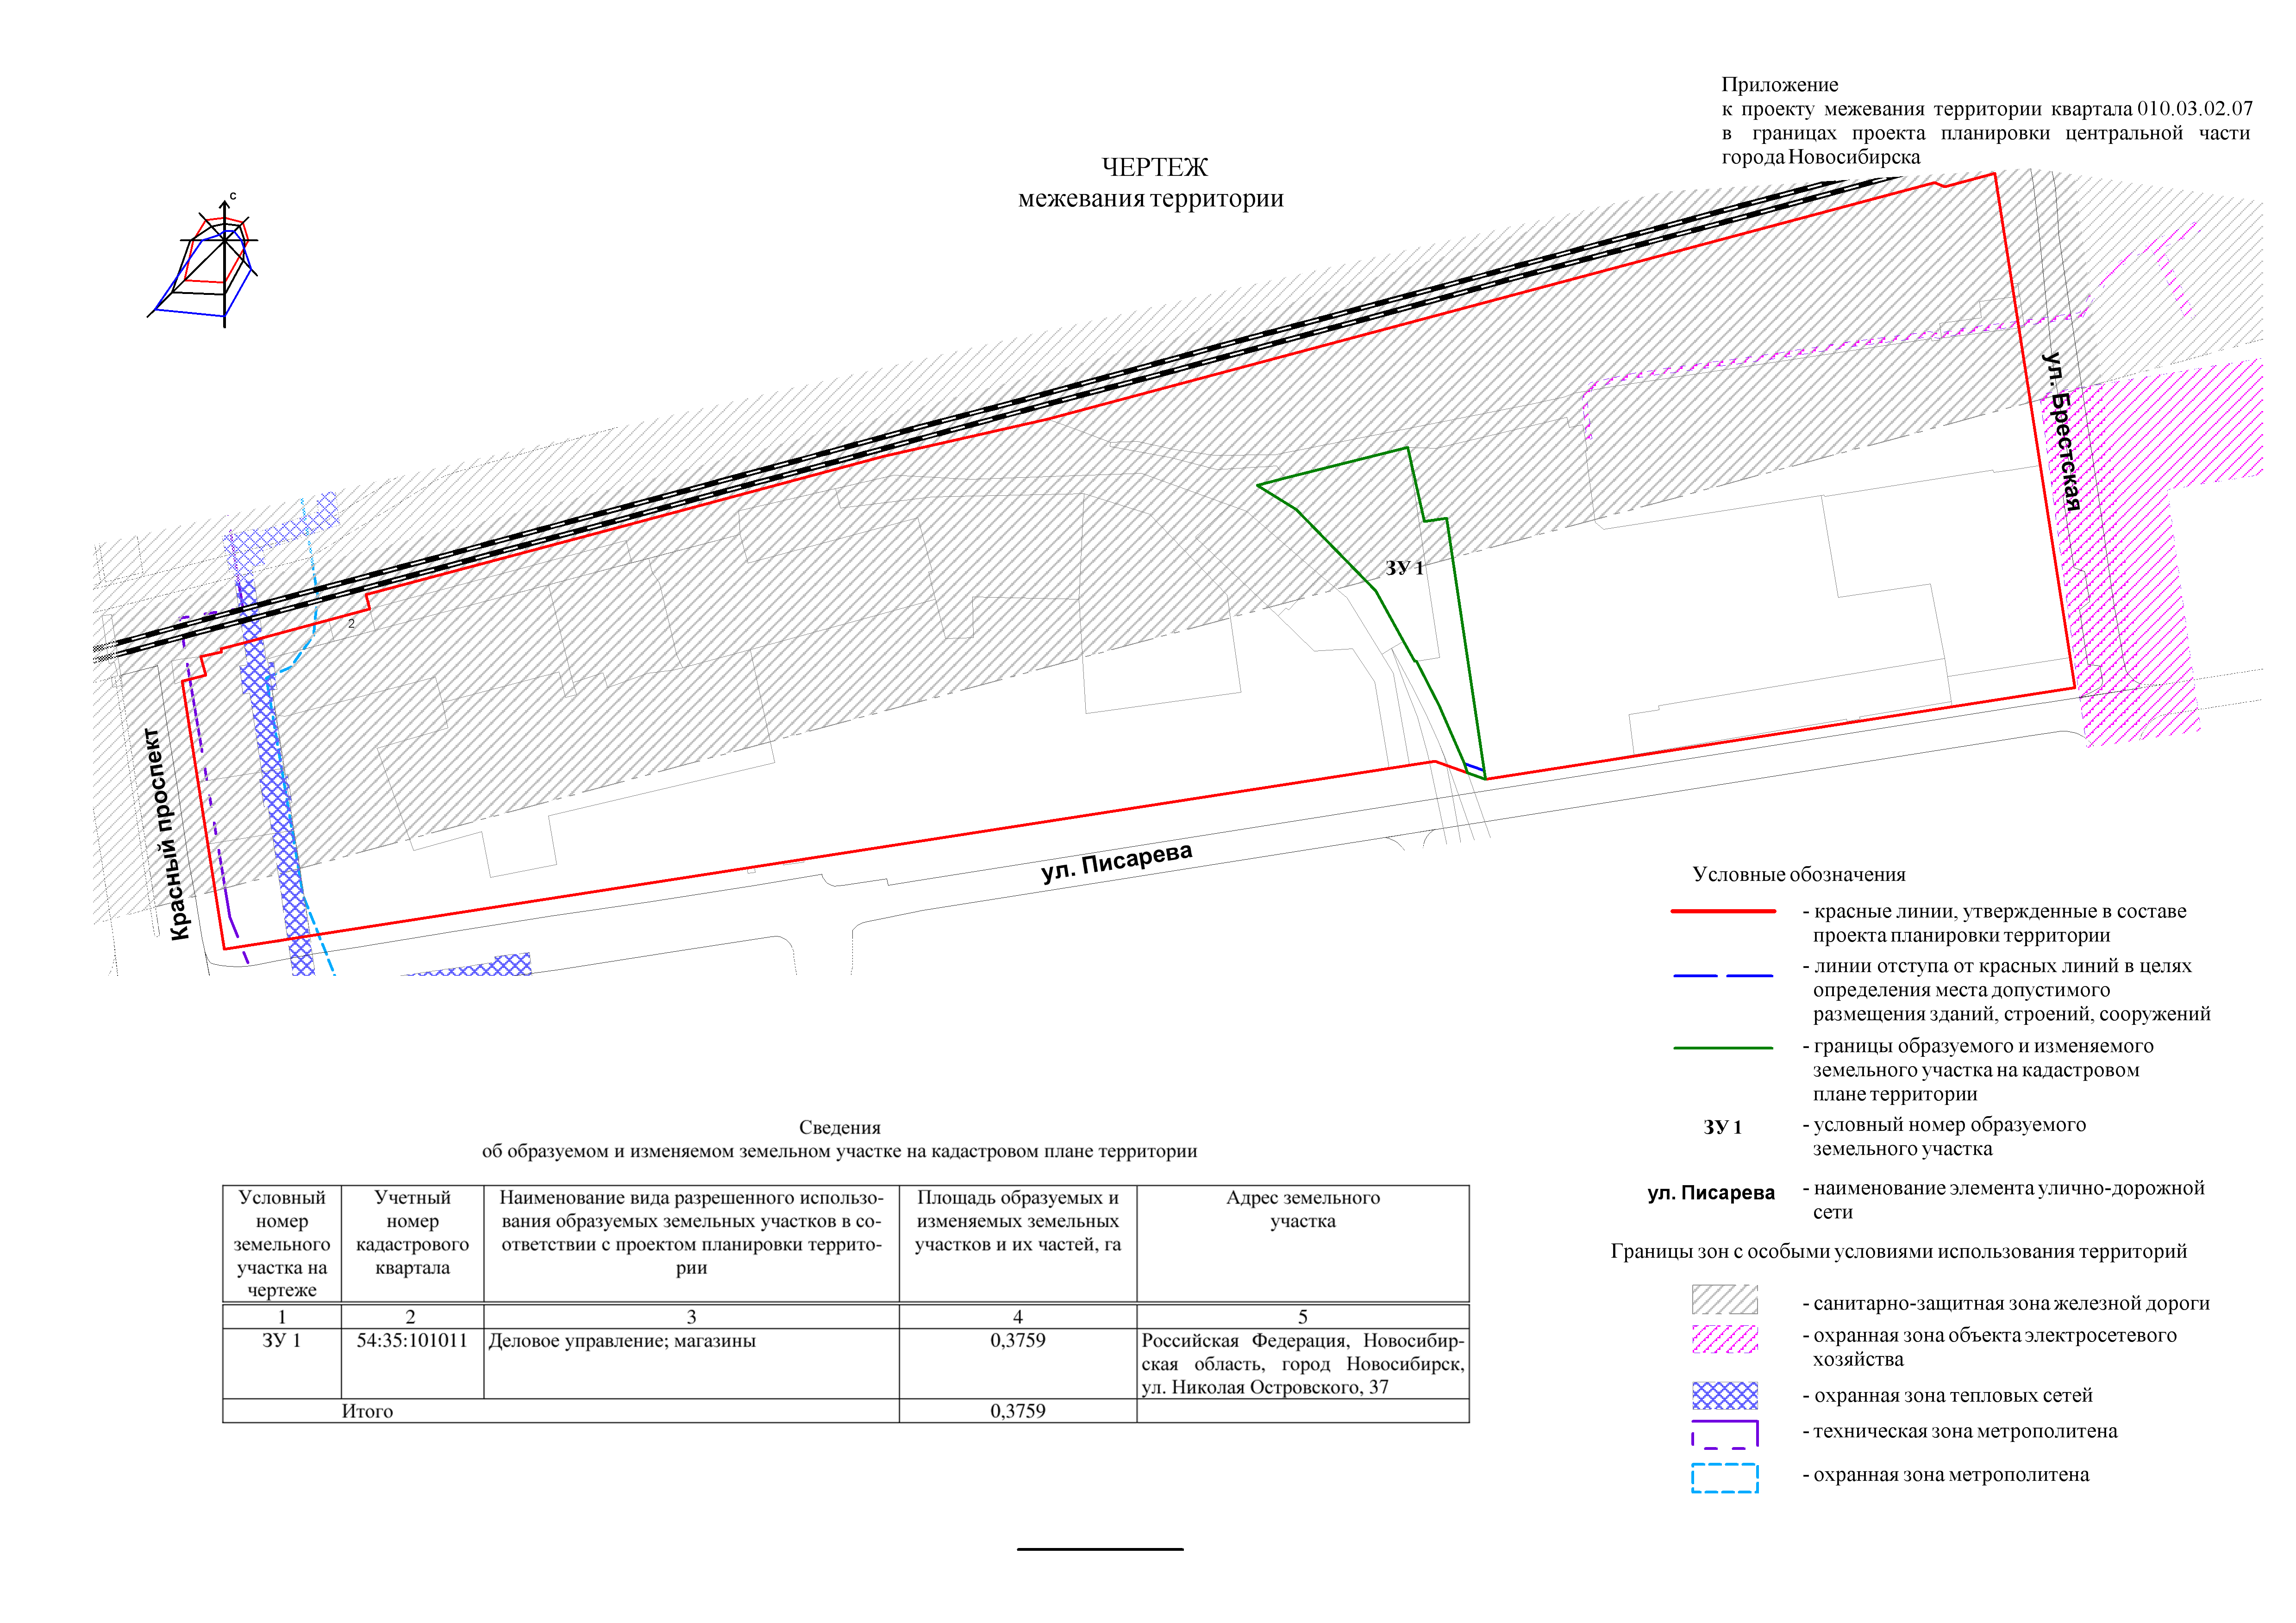 Приложение
к проекту межевания территории квартала 010.03.02.07
в границах проекта планировки центральной части
города Новосибирска
ЧЕРТЕЖ
межевания территории
с
ул. Брестская
ЗУ 1
2
Красный проспект
ул. Писарева
Условные обозначения
- красные линии, утвержденные в составе
проекта планировки территории
- линии отступа от красных линий в целях
определения места допустимого
размещения зданий, строений, сооружений
- границы образуемого и изменяемого
земельного участка на кадастровом
плане территории
ЗУ 1 - условный номер образуемого
земельного участка
ул. Писарева - наименование элемента улично-дорожной
сети
Границы зон с особыми условиями использования территорий
- санитарно-защитная зона железной дороги
- охранная зона объекта электросетевого
хозяйства
- охранная зона тепловых сетей
- техническая зона метрополитена
- охранная зона метрополитена
Сведения
об образуемом и изменяемом земельном участке на кадастровом плане территории
Условный
номер
земельного
участка на
чертеже
Учетный
номер
кадастрового
квартала
Наименование вида разрешенного использо-
вания образуемых земельных участков в со-
ответствии с проектом планировки террито-
рии
Площадь образуемых и
изменяемых земельных
участков и их частей, га
Адрес земельного
участка
1 2 3 4 5
ЗУ 1 54:35:101011 Деловое управление; магазины 0,3759 Российская Федерация, Новосибир-
ская область, город Новосибирск,
ул. Николая Островского, 37
Итого 0,3759